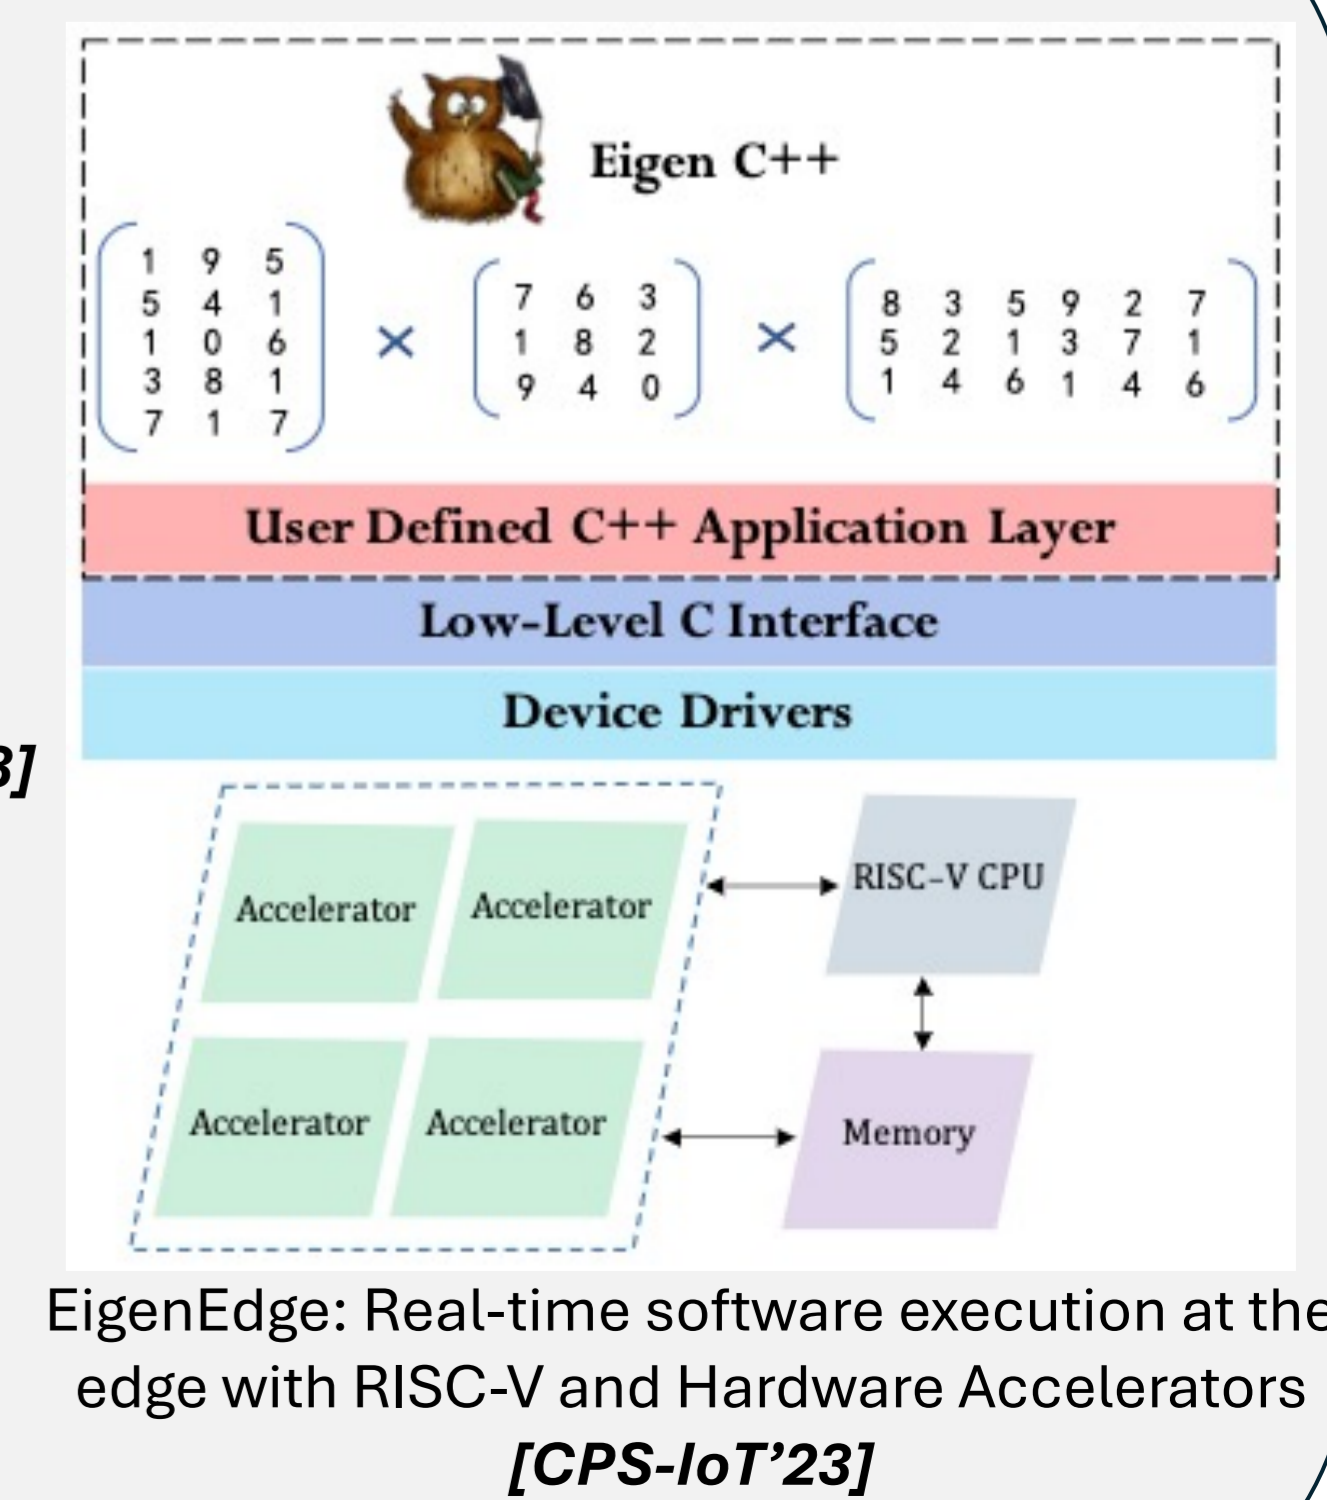 Eigen C++
1 9 5
5 4 1
1 0 6
3 8 1
7 1 7
×
7 6 3
1 8 2
9 4 0
×
8 3 5 9 2 7
5 2 1 3 7 1
1 4 6 1 4 6
User Defined C++ Application Layer
Low-Level C Interface
Device Drivers
3]
Accelerator Accelerator
RISC-V CPU
Accelerator Accelerator
Memory
EigenEdge: Real-time software execution at the
edge with RISC-V and Hardware Accelerators
[CPS-IoT’23]